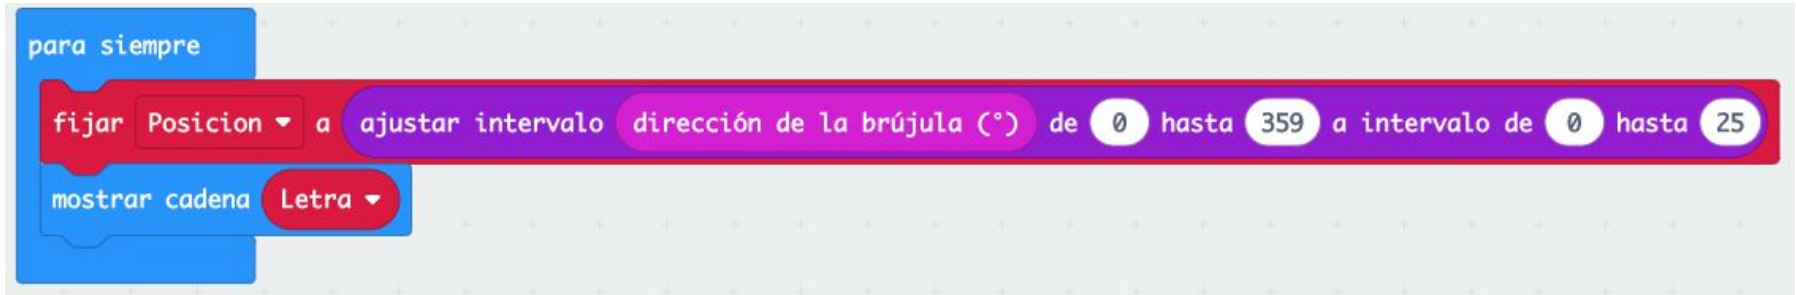 para siempre
fijar Posicion a ajustar intervalo dirección de la brújula (°) de 0 hasta 359 a intervalo de 0 hasta 25
mostrar cadena Letra